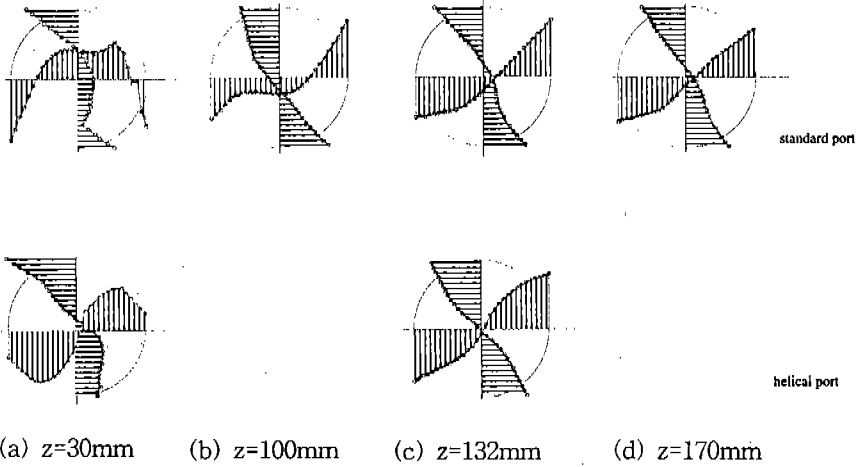 standard port
helical port
(a) z=30mm (b) z=100mm (c) z=132mm (d) z=170mm